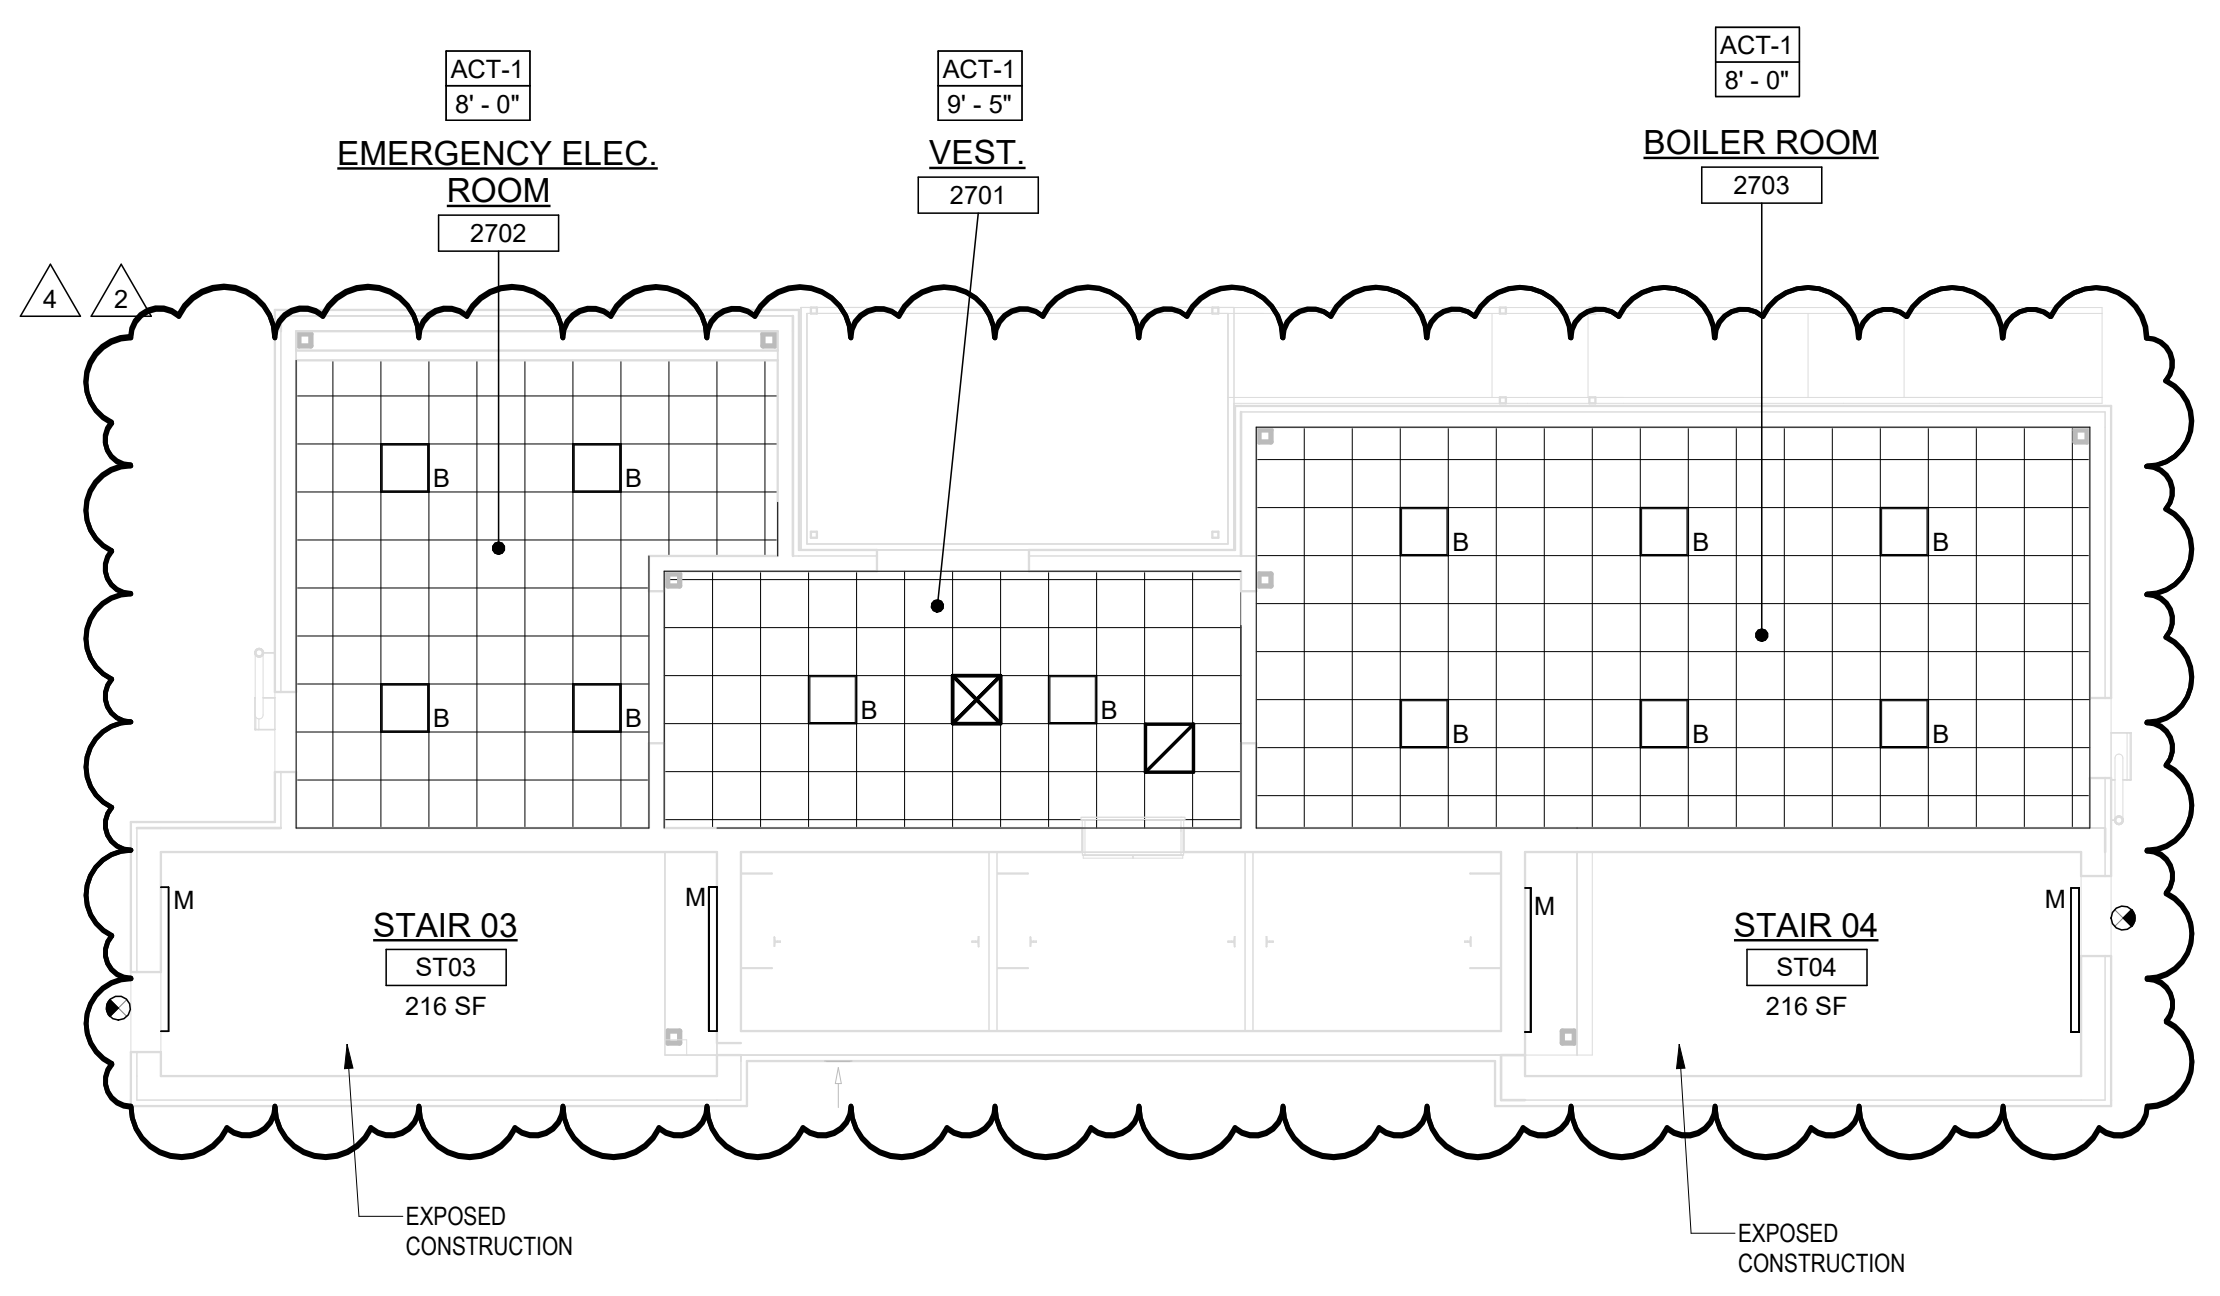 ACT-1
8' - 0"
EMERGENCY ELEC.
ROOM
2702
ACT-1
9' - 5"
VEST.
2701
ACT-1
8' - 0"
BOILER ROOM
2703
4
2
B
B
B
B
B
B
B
B
B
B
B
B
M
STAIR 03
ST03
216 SF
M
M
STAIR 04
ST04
216 SF
M
EXPOSED
CONSTRUCTION
EXPOSED
CONSTRUCTION